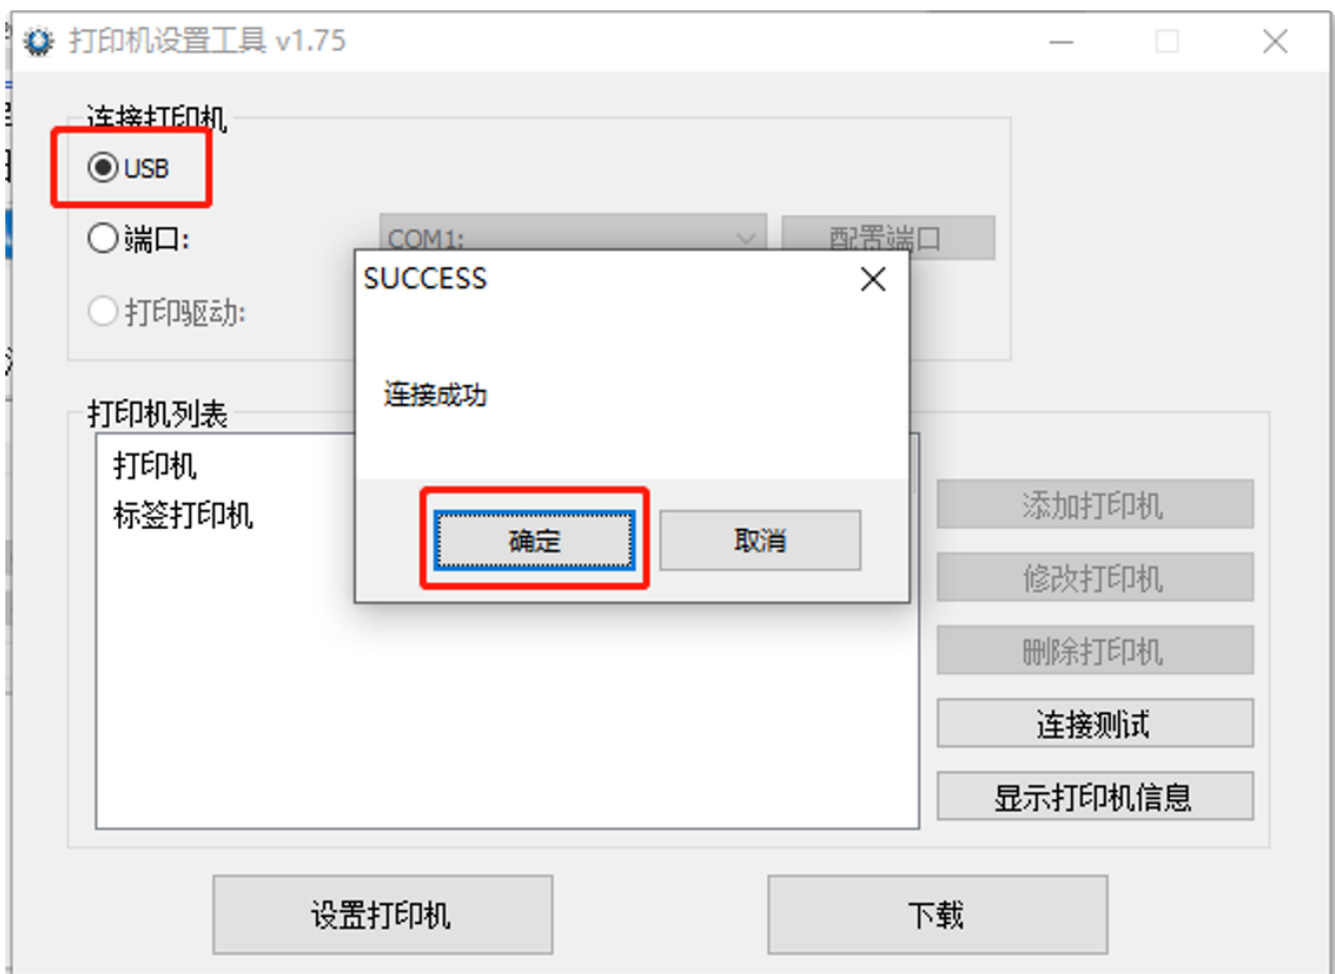 打印机设置工具 v1.75
连接打印机
USB
端口:
COM1:
配置端口
打印驱动:
SUCCESS
连接成功
确定
取消
打印机列表
打印机
标签打印机
添加打印机
修改打印机
删除打印机
连接测试
显示打印机信息
设置打印机
下载